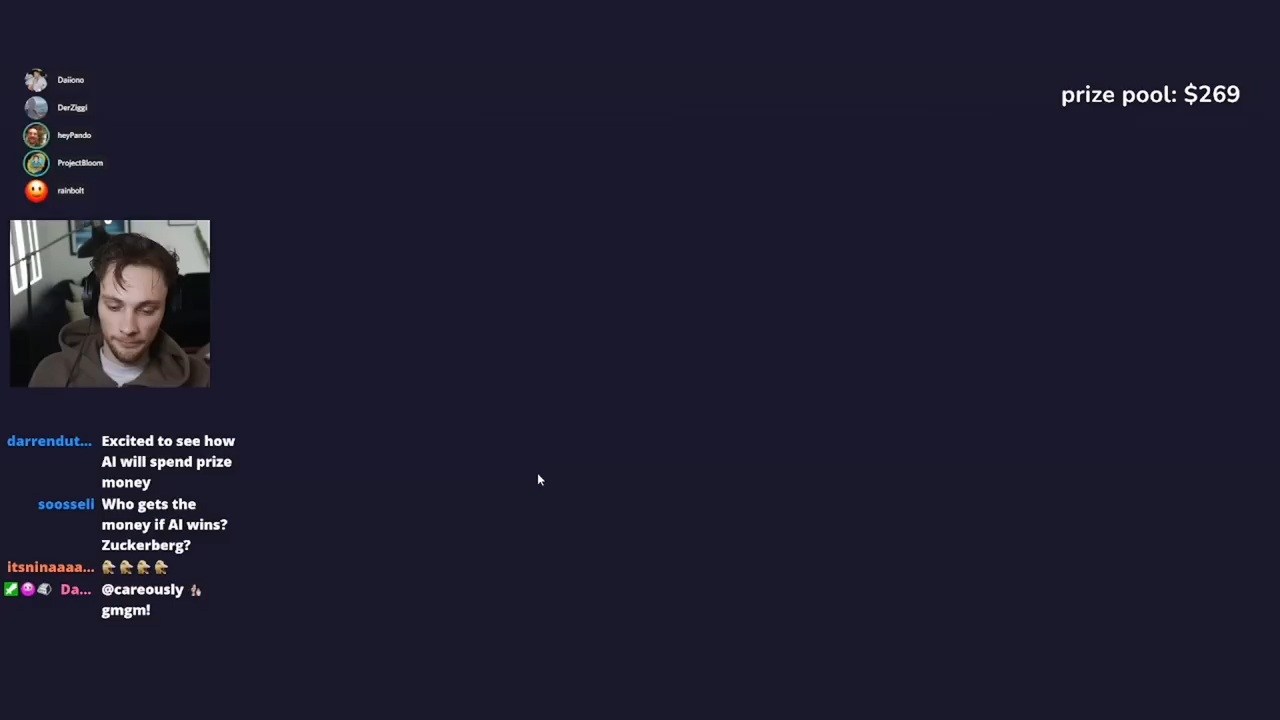 Daiiono
DerZiggi
heyPando
ProjectBloom
rainbolt
prize pool: $269
darrendut... Excited to see how
AI will spend prize
money
soosseli Who gets the
money if AI wins?
Zuckerberg?
itsninaaaa...
Da... @careously
gmgm!